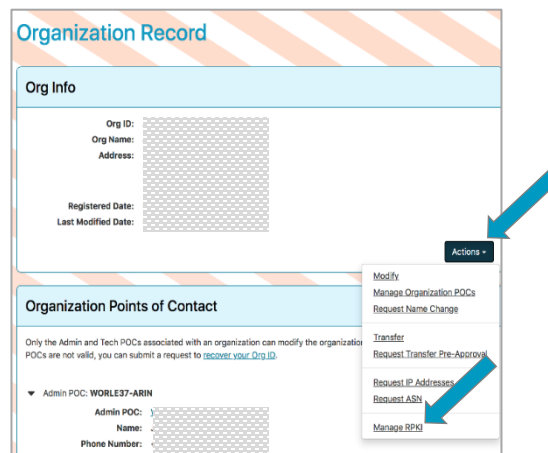 Organization Record
Org Info
Org ID:
Org Name:
Address:
Registered Date:
Last Modified Date:
Actions
Modify
Manage Organization POCs
Request Name Change
Transfer
Request Transfer Pre-Approval
Request IP Addresses
Request ASN
Manage RPKI
Organization Points of Contact
Only the Admin and Tech POCs associated with an organization can modify the organization
POCs are not valid, you can submit a request to recover your Org ID.
Admin POC: WORLE37-ARIN
Admin POC:
Name:
Phone Number: